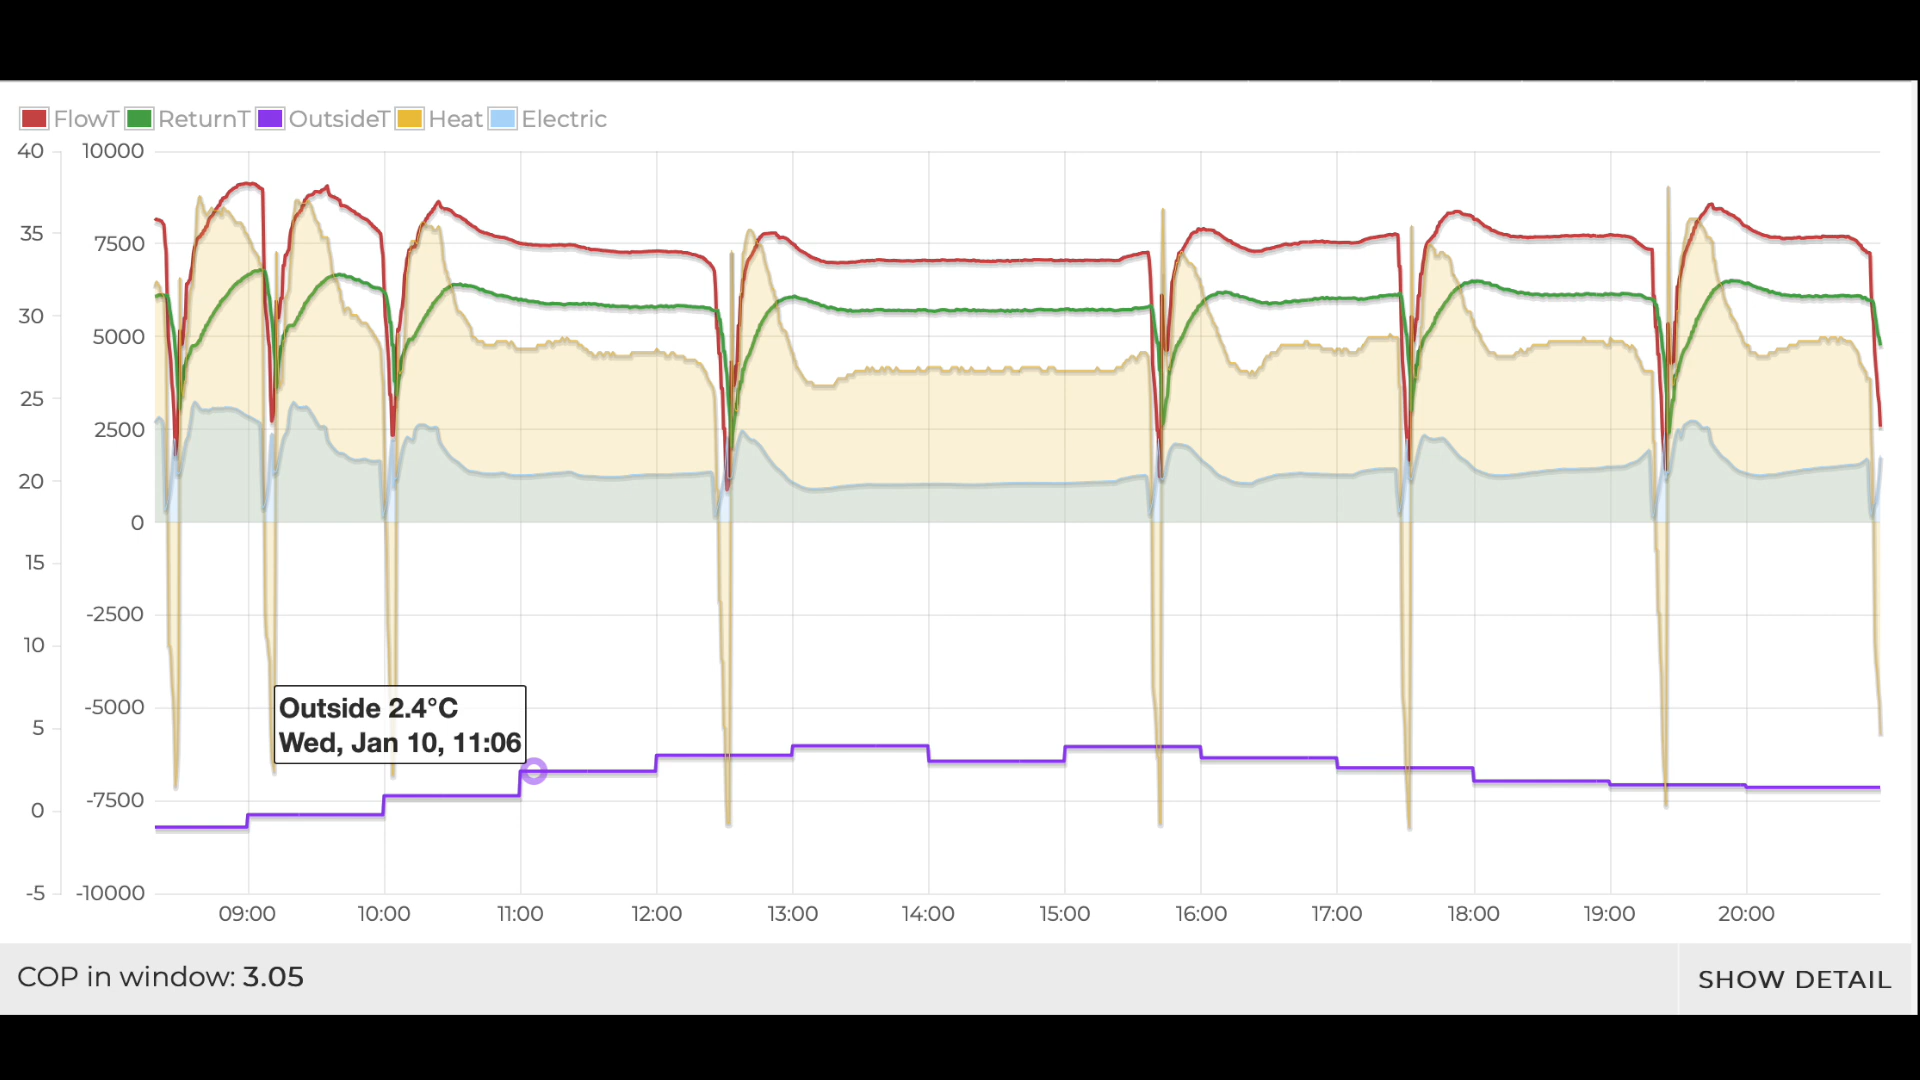 FlowT ReturnT OutsideT Heat Electric
40 10000
35 7500
30 5000
25 2500
20 0
15 -2500
10 -5000
5 -7500
0
-5 -10000
Outside 2.4°C
Wed, Jan 10, 11:06
09:00 10:00 11:00 12:00 13:00 14:00 15:00 16:00 17:00 18:00 19:00 20:00
COP in window: 3.05
SHOW DETAIL